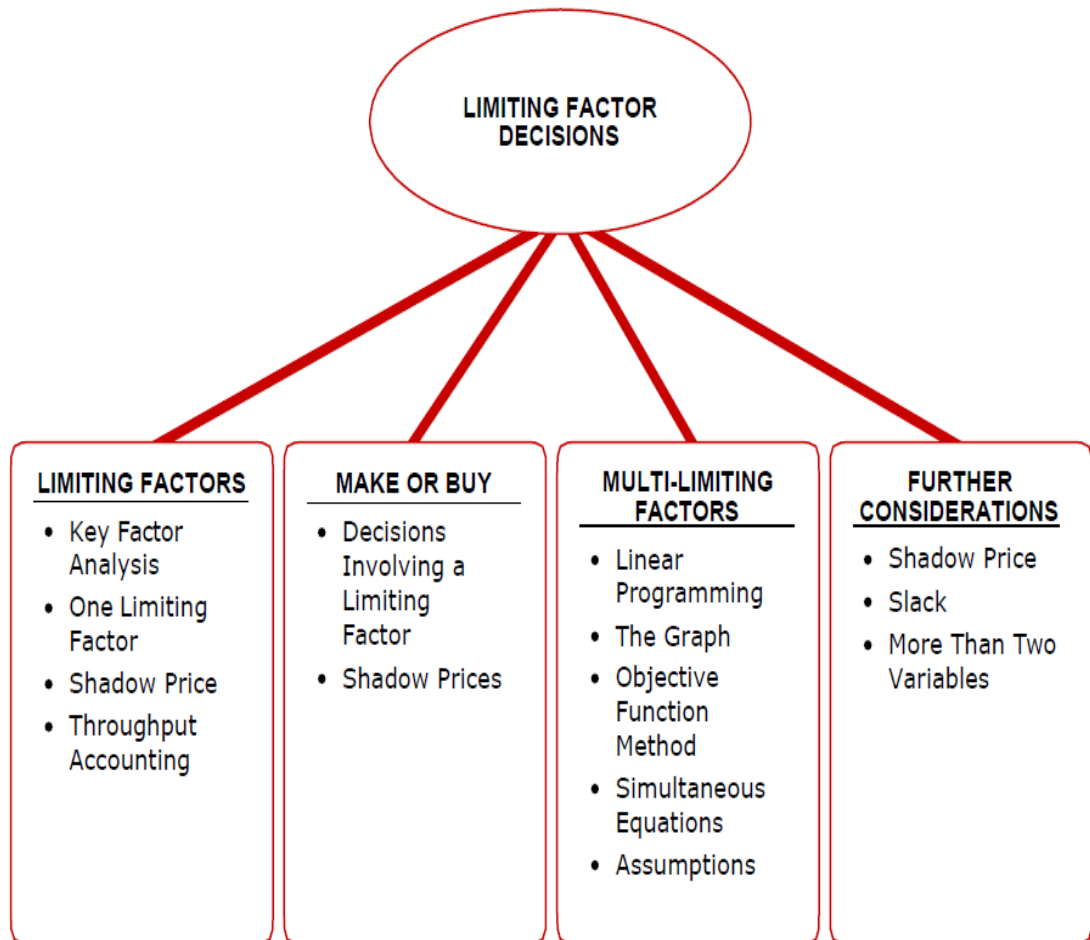 LIMITING FACTOR
DECISIONS
LIMITING FACTORS
• Key Factor
Analysis
• One Limiting
Factor
• Shadow Price
• Throughput
Accounting
MAKE OR BUY
• Decisions
Involving a
Limiting
Factor
• Shadow Prices
MULTI-LIMITING
FACTORS
• Linear
Programming
• The Graph
• Objective
Function
Method
• Simultaneous
Equations
• Assumptions
FURTHER
CONSIDERATIONS
• Shadow Price
• Slack
• More Than Two
Variables